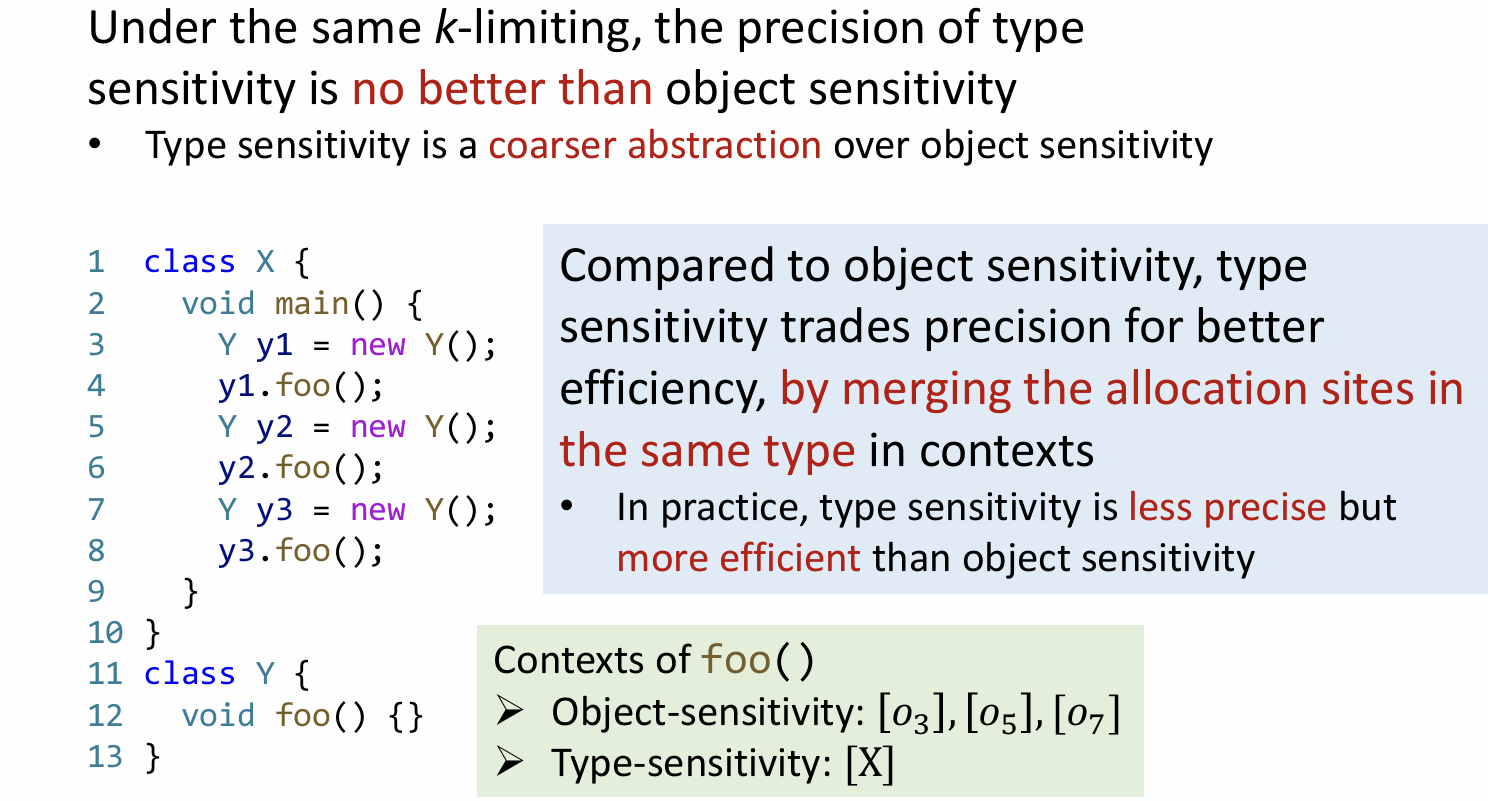 Under the same k-limiting, the precision of type
sensitivity is no better than object sensitivity
• Type sensitivity is a coarser abstraction over object sensitivity
1 class X {
2 void main() {
3 Y y1 = new Y();
4 y1.foo();
5 Y y2 = new Y();
6 y2.foo();
7 Y y3 = new Y();
8 y3.foo();
9 }
10 }
11 class Y {
12 void foo() {}
13 }
Compared to object sensitivity, type
sensitivity trades precision for better
efficiency, by merging the allocation sites in
the same type in contexts
• In practice, type sensitivity is less precise but
more efficient than object sensitivity
Contexts of foo()
➢ Object-sensitivity: [o₃], [o₅], [o₇]
➢ Type-sensitivity: [X]